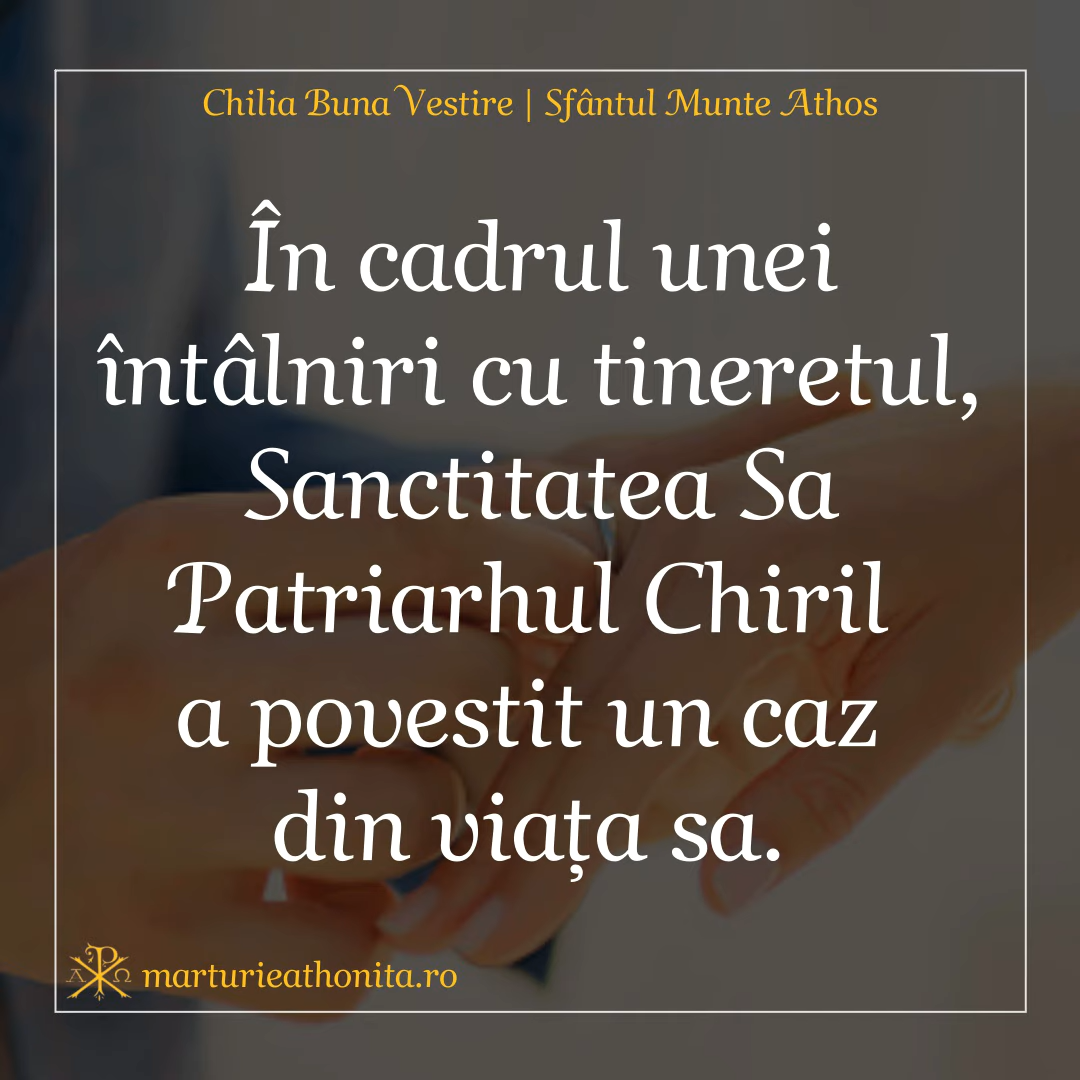 Chilia Buna Vestire | Sfântul Munte Athos
În cadrul unei
întâlniri cu tineretul,
Sanctitatea Sa
Patriarhul Chiril
a povestit un caz
din viața sa.
marturieathonita.ro